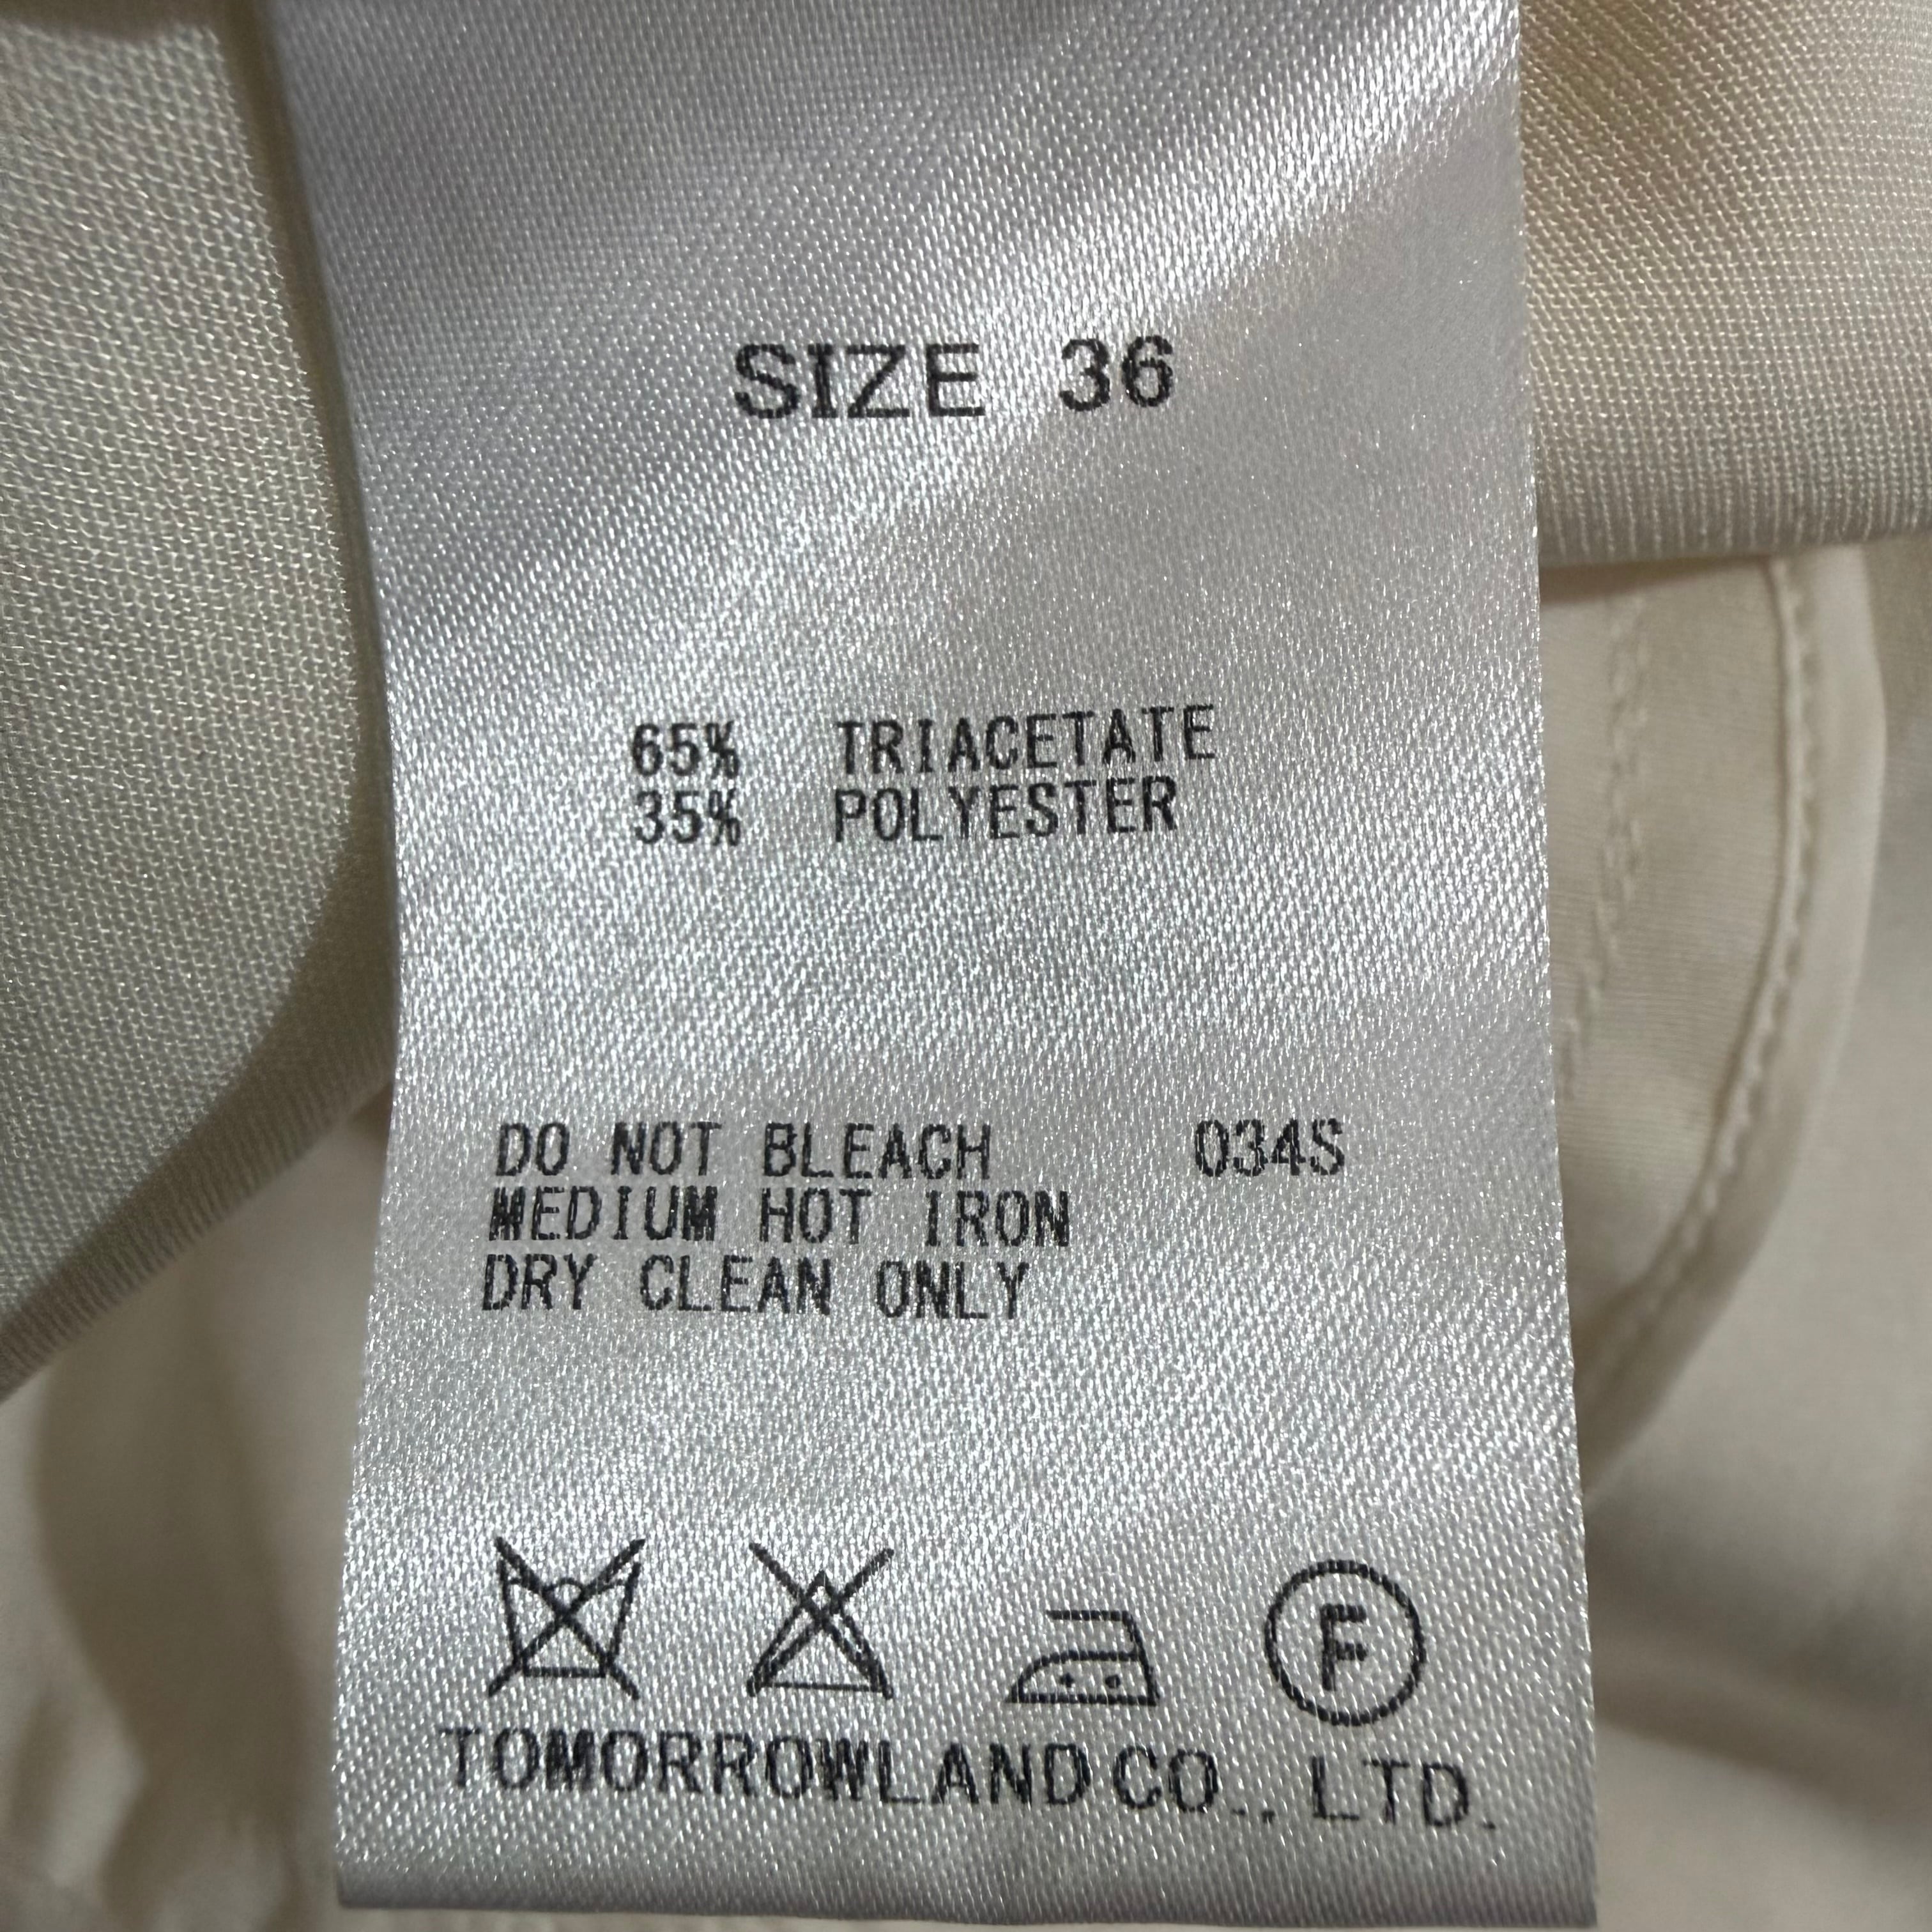 SIZE 36
65% TRIACETATE
35% POLYESTER
DO NOT BLEACH 034S
MEDIUM HOT IRON
DRY CLEAN ONLY
F
TOMORROWLAND CO., LTD.